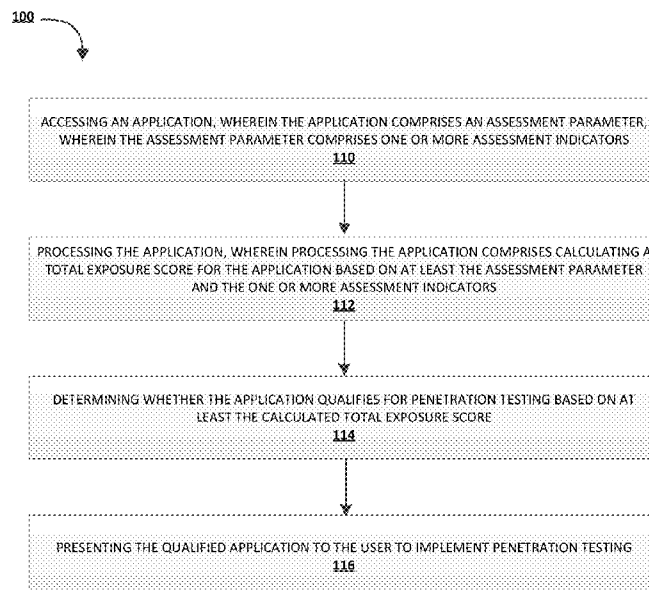 100
ACCESSING AN APPLICATION, WHEREIN THE APPLICATION COMPRISES AN ASSESSMENT PARAMETER,
WHEREIN THE ASSESSMENT PARAMETER COMPRISES ONE OR MORE ASSESSMENT INDICATORS
110
PROCESSING THE APPLICATION, WHEREIN PROCESSING THE APPLICATION COMPRISES CALCULATING A
TOTAL EXPOSURE SCORE FOR THE APPLICATION BASED ON AT LEAST THE ASSESSMENT PARAMETER
AND THE ONE OR MORE ASSESSMENT INDICATORS
112
DETERMINING WHETHER THE APPLICATION QUALIFIES FOR PENETRATION TESTING BASED ON AT
LEAST THE CALCULATED TOTAL EXPOSURE SCORE
114
PRESENTING THE QUALIFIED APPLICATION TO THE USER TO IMPLEMENT PENETRATION TESTING
116